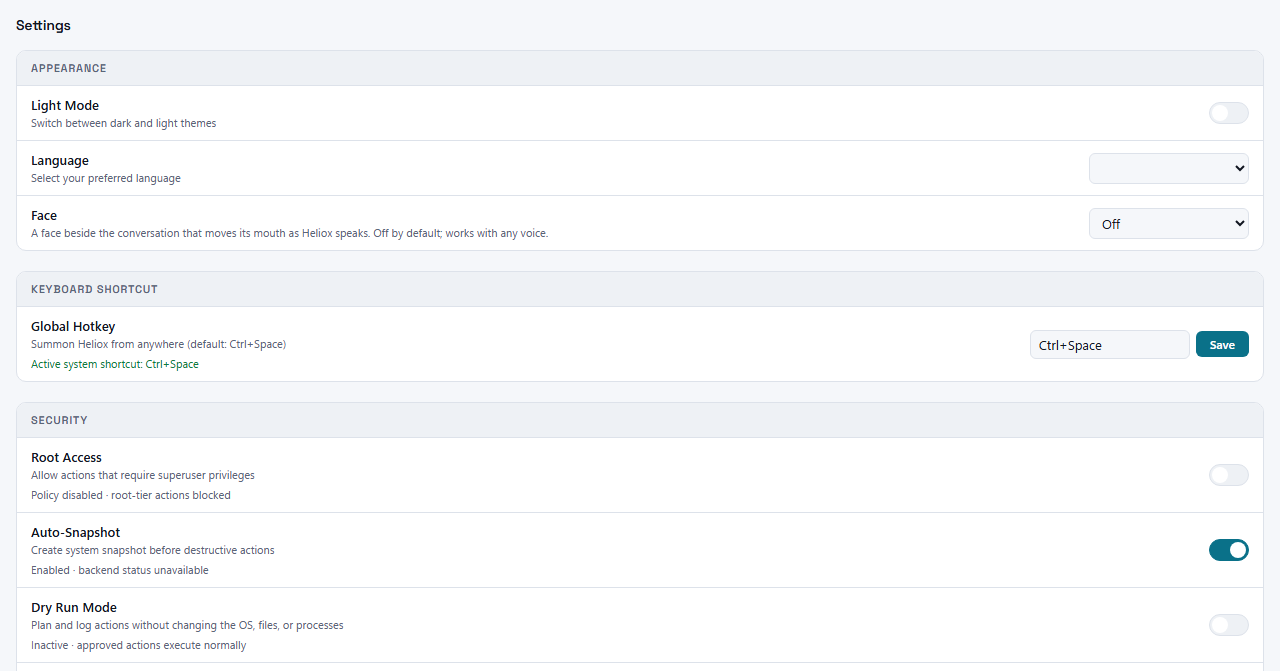 Settings
APPEARANCE
Light Mode
Switch between dark and light themes
Language
Select your preferred language
Face
A face beside the conversation that moves its mouth as Heliox speaks. Off by default; works with any voice.
Off
KEYBOARD SHORTCUT
Global Hotkey
Summon Heliox from anywhere (default: Ctrl+Space)
Active system shortcut: Ctrl+Space
Ctrl+Space
Save
SECURITY
Root Access
Allow actions that require superuser privileges
Policy disabled · root-tier actions blocked
Auto-Snapshot
Create system snapshot before destructive actions
Enabled · backend status unavailable
Dry Run Mode
Plan and log actions without changing the OS, files, or processes
Inactive · approved actions execute normally